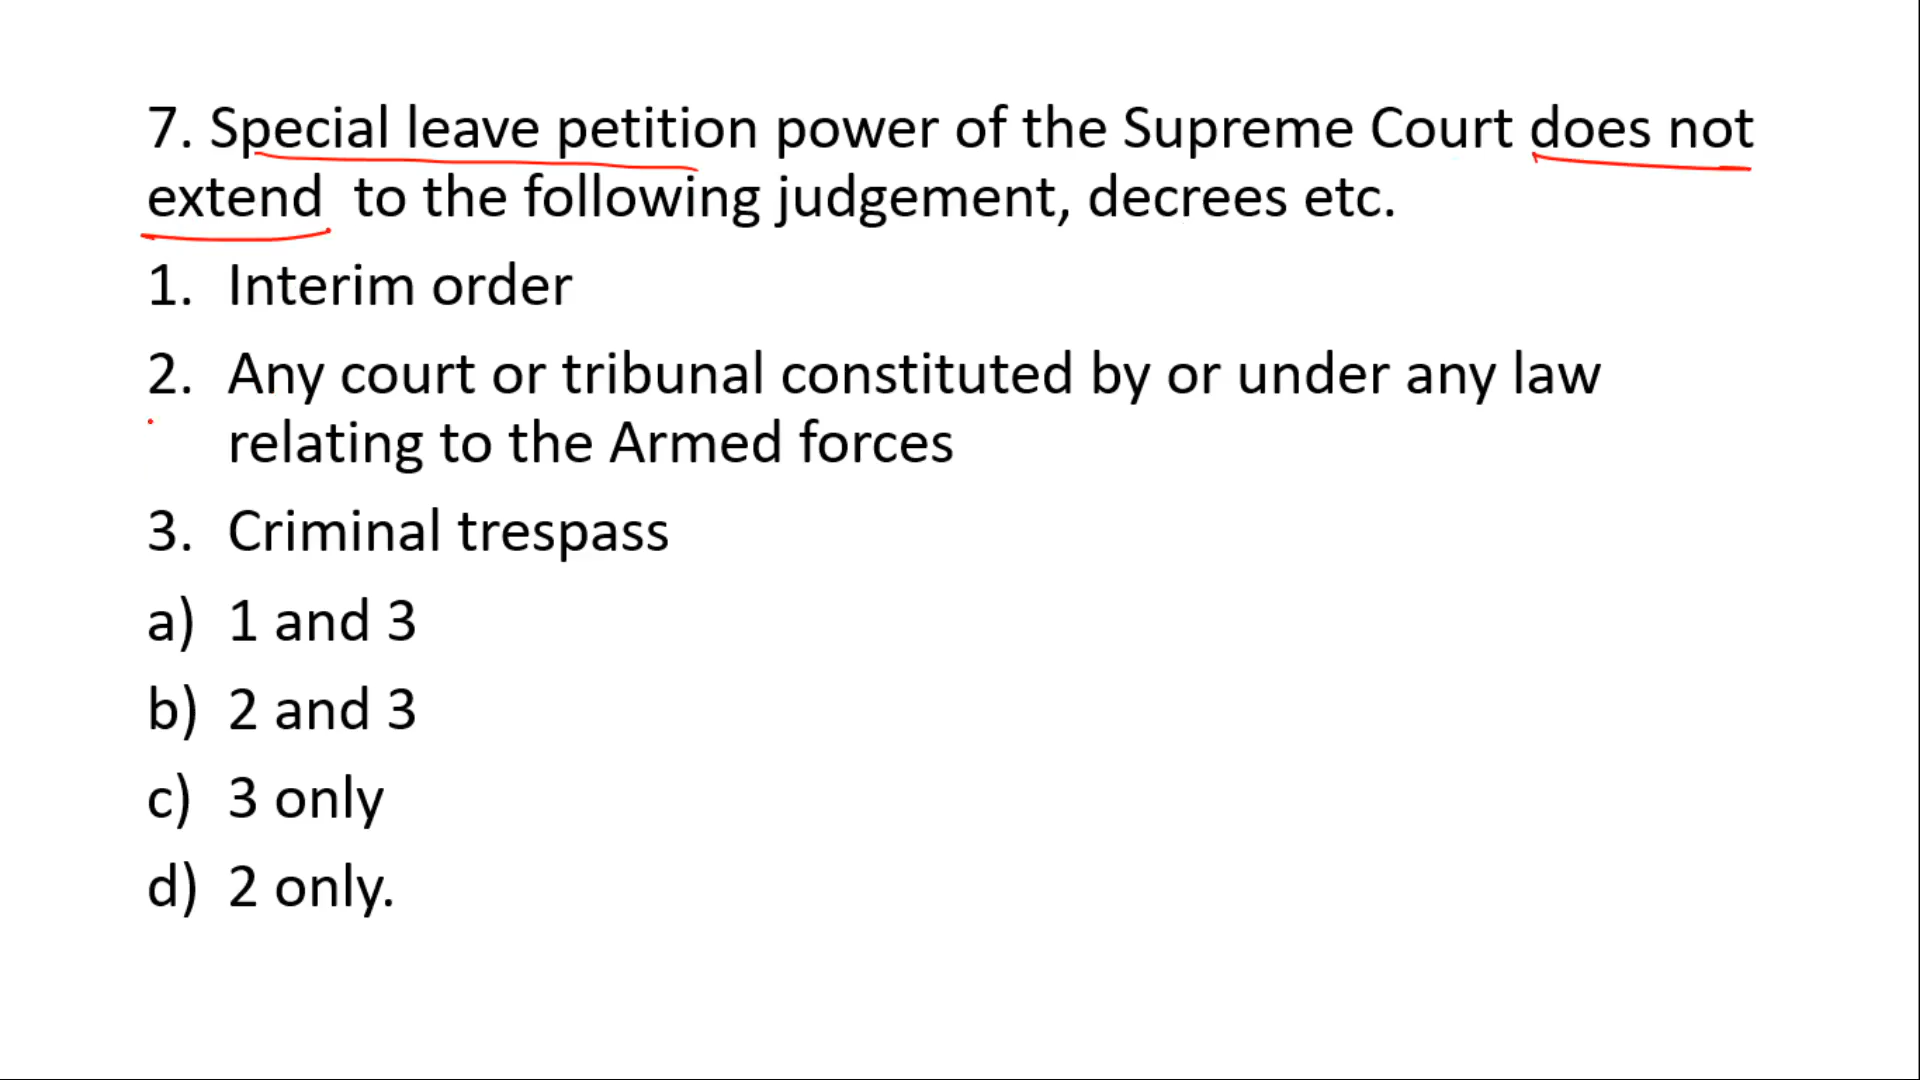 7. Special leave petition power of the Supreme Court does not
extend to the following judgement, decrees etc.
1. Interim order
2. Any court or tribunal constituted by or under any law
relating to the Armed forces
3. Criminal trespass
a) 1 and 3
b) 2 and 3
c) 3 only
d) 2 only.